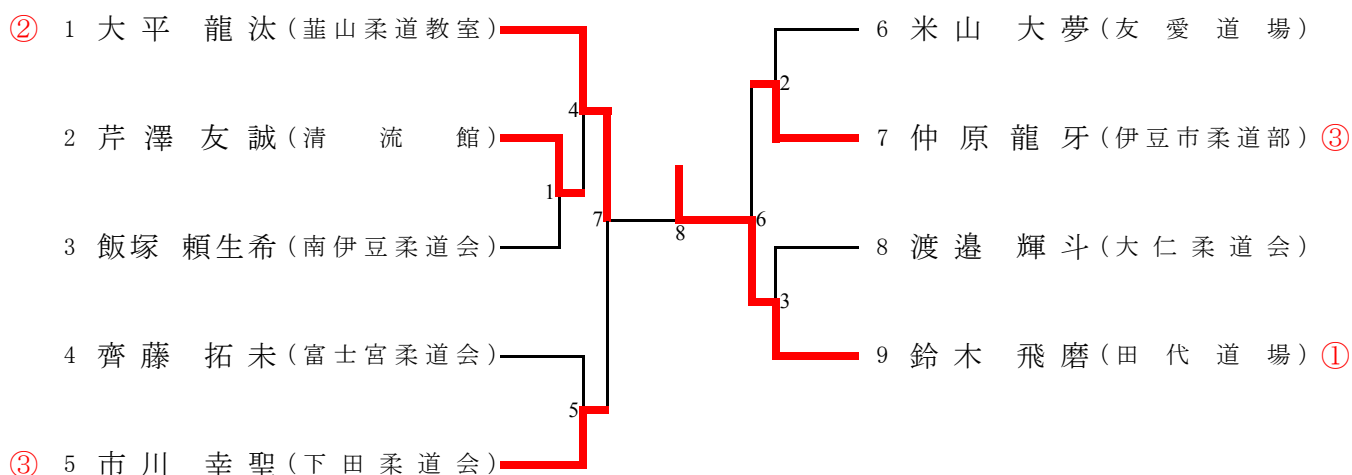 ② 1 大平 龍汰 (韮山柔道教室)
2 芹澤 友誠 (清流館)
3 飯塚 頼生希 (南伊豆柔道会)
4 齊藤 拓未 (富士宮柔道会)
③ 5 市川 幸聖 (下田柔道会)
4
1
7
5
8
6 米山 大夢 (友愛道場)
7 仲原 龍牙 (伊豆市柔道部) ③
8 渡邉 輝斗 (大仁柔道会)
9 鈴木 飛磨 (田代道場) ①
2
6
3